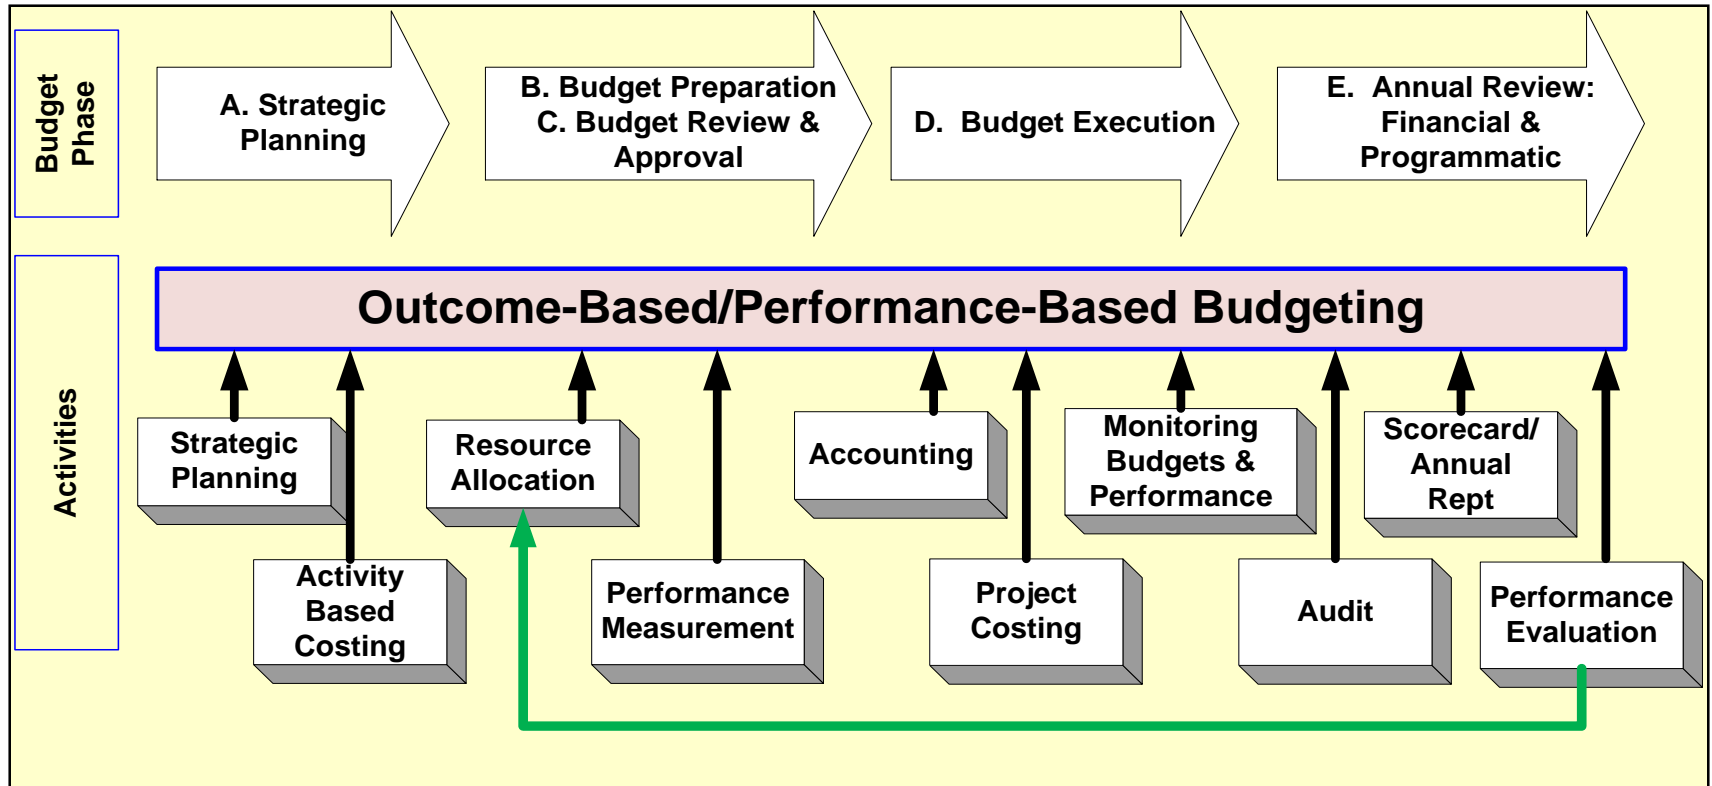 Budget
Phase
A. Strategic
Planning
B. Budget Preparation
C. Budget Review &
Approval
D. Budget Execution
E. Annual Review:
Financial &
Programmatic
Activities
Outcome-Based/Performance-Based Budgeting
Strategic
Planning
Resource
Allocation
Accounting
Monitoring
Budgets &
Performance
Scorecard/
Annual
Rept
Activity
Based
Costing
Performance
Measurement
Project
Costing
Audit
Performance
Evaluation